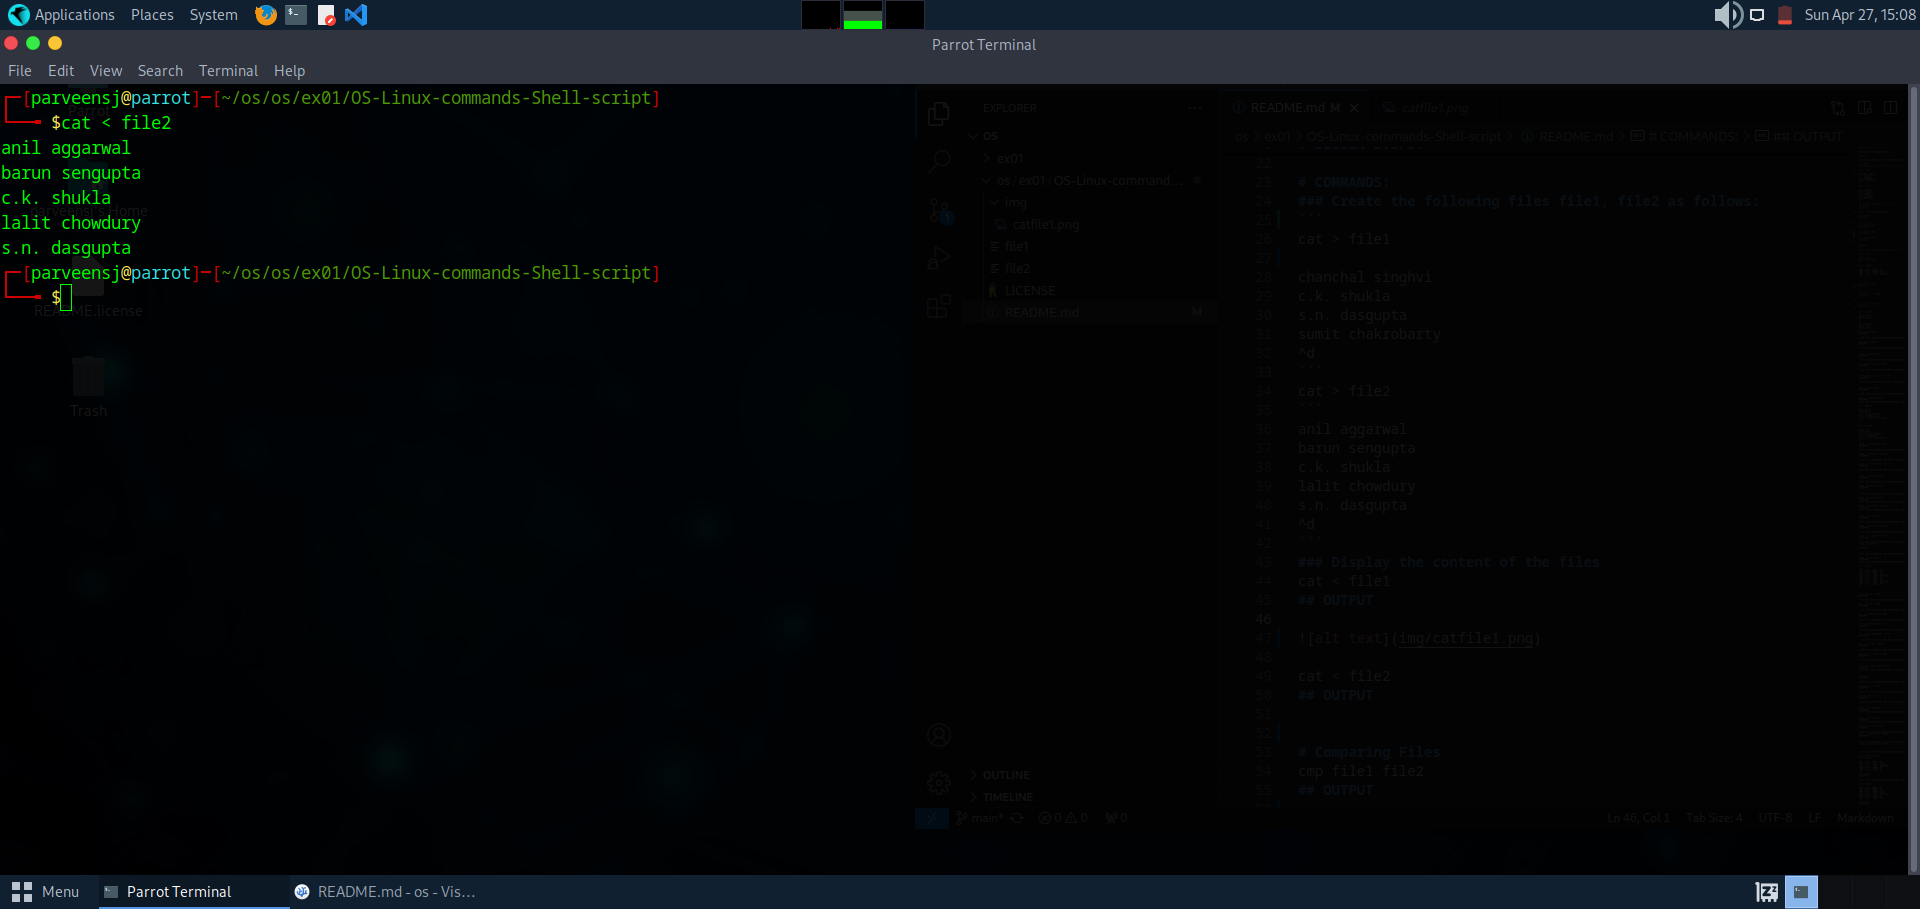 Applications Places System
Sun Apr 27, 15:08
Parrot Terminal
File Edit View Search Terminal Help
[parveensj@parrot]-[~/os/os/ex01/OS-Linux-commands-Shell-script]
$cat < file2
anil aggarwal
barun sengupta
c.k. shukla
lalit chowdury
s.n. dasgupta
[parveensj@parrot]-[~/os/os/ex01/OS-Linux-commands-Shell-script]
$
README.license
Trash
EXPLORER
OS
ex01
os/ex01/OS-Linux-command...
img
catfile1.png
file1
file2
LICENSE
README.md M
OUTLINE
TIMELINE
README.md M catfile1.png
os > ex01 > OS-Linux-commands-Shell-script > README.md > # COMMANDS: > ## OUTPUT
22
23 # COMMANDS:
24 ### Create the following files file1, file2 as follows:
25 ```
26 cat > file1
27
28 chanchal singhvi
29 c.k. shukla
30 s.n. dasgupta
31 sumit chakrobarty
32 ^d
33 ```
34 cat > file2
35 ```
36 anil aggarwal
37 barun sengupta
38 c.k. shukla
39 lalit chowdury
40 s.n. dasgupta
41 ^d
42 ```
43 ### Display the content of the files
44 cat < file1
45 ## OUTPUT
46
47 ![alt text](img/catfile1.png)
48
49 cat < file2
50 ## OUTPUT
51
52
53 # Comparing Files
54 cmp file1 file2
55 ## OUTPUT
main* 0 0 0
Ln 46, Col 1 Tab Size: 4 UTF-8 LF Markdown
Menu Parrot Terminal README.md - os - Vis...